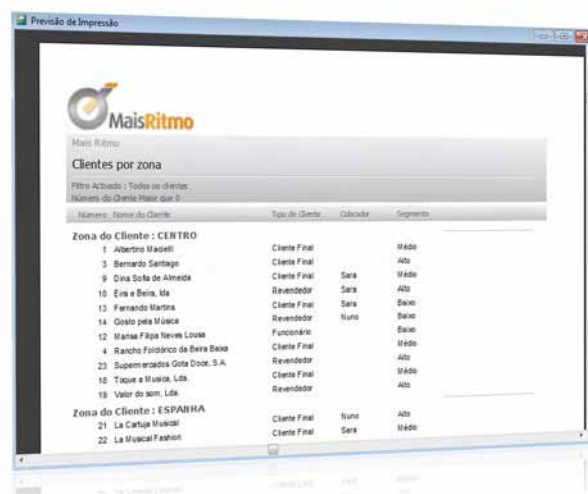 Previsão de Impressão
MaisRitmo
Mais Ritmo
Clientes por zona
Filtro Activado : Todos os clientes
Número do Cliente Maior que 0
Número Nome do Cliente Tipo de Cliente Cobrador Segmento
Zona do Cliente : CENTRO
1 Albertino Macielli Cliente Final Médio
3 Bernardo Santiago Cliente Final Alto
9 Dina Sofia de Almeida Cliente Final Sara Médio
10 Eira e Beira, lda Revendedor Sara Alto
13 Fernando Martins Cliente Final Sara Baixo
14 Gosto pela Música Revendedor Nuno Baixo
12 Marisa Filipa Neves Lousa Funcionário Baixo
4 Rancho Folclórico da Beira Baixa Cliente Final Médio
23 Supermercados Gota Doce, S.A. Revendedor Alto
18 Toque a Musica, Lda. Cliente Final Médio
19 Valor do som, Lda. Revendedor Alto
Zona do Cliente : ESPANHA
21 La Cartuja Musical Cliente Final Nuno Alto
22 La Musical Fashion Cliente Final Sara Médio